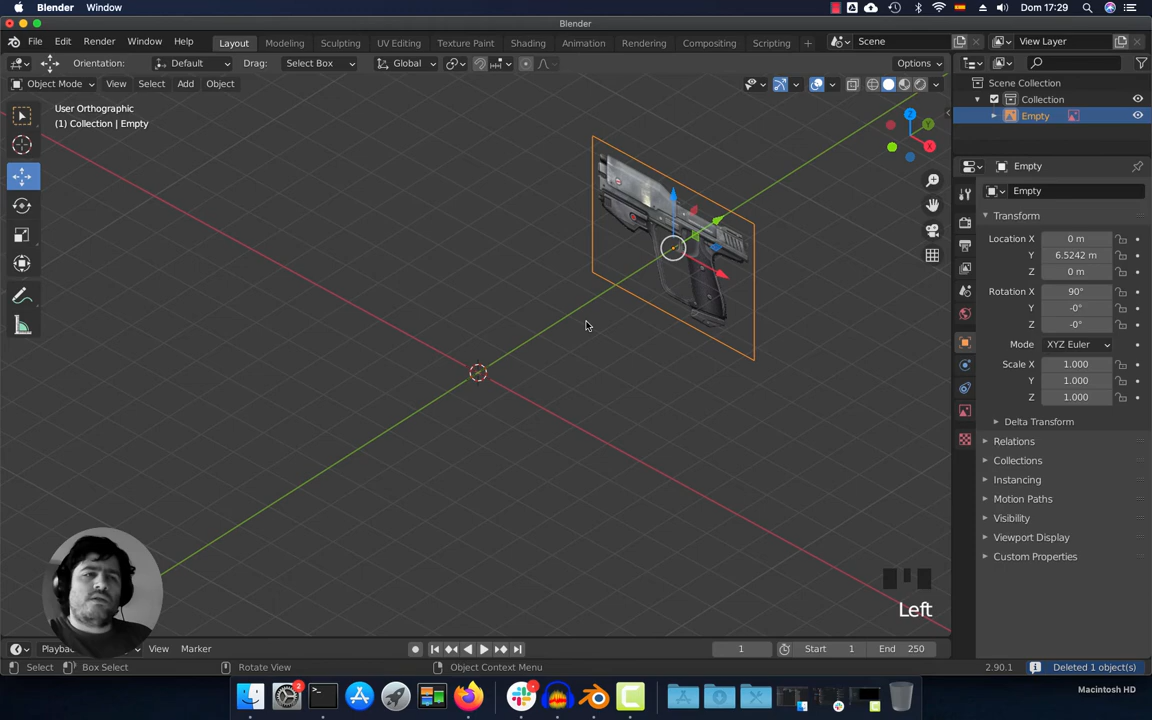 Blender Window Dom 17:29
Blender
File Edit Render Window Help Layout Modeling Sculpting UV Editing Texture Paint Shading Animation Rendering Compositing Scripting Scene View Layer
Orientation: Default Drag: Select Box Global Options
Object Mode View Select Add Object
User Orthographic
(1) Collection | Empty
Z
Y
X
Scene Collection
Collection
Empty
Empty
Empty
Transform
Location X 0 m
Y 6.5242 m
Z 0 m
Rotation X 90°
Y -0°
Z -0°
Mode XYZ Euler
Scale X 1.000
Y 1.000
Z 1.000
Delta Transform
Relations
Collections
Instancing
Motion Paths
Visibility
Viewport Display
Custom Properties
Left
View Marker 1 Start 1 End 250
Select Box Select Rotate View Object Context Menu 2.90.1 Deleted 1 object(s)
2
Macintosh HD